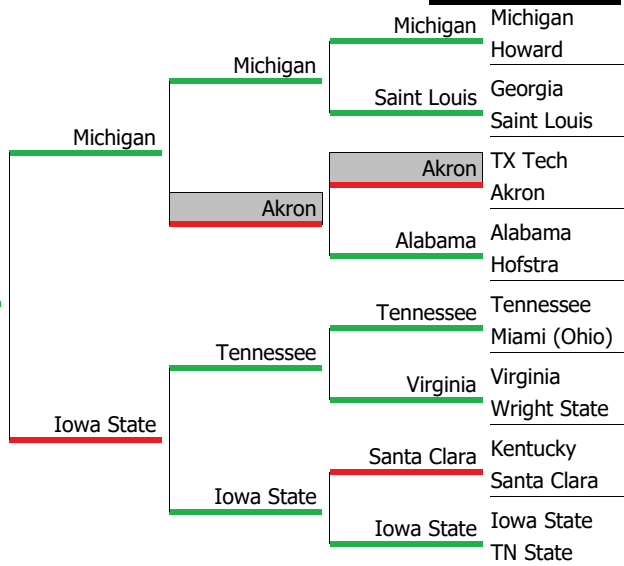 Michigan
Howard
Georgia
Saint Louis
TX Tech
Akron
Alabama
Hofstra
Tennessee
Miami (Ohio)
Virginia
Wright State
Kentucky
Santa Clara
Iowa State
TN State
Michigan
Saint Louis
Akron
Alabama
Tennessee
Virginia
Santa Clara
Iowa State
Michigan
Akron
Tennessee
Iowa State
Michigan
Iowa State